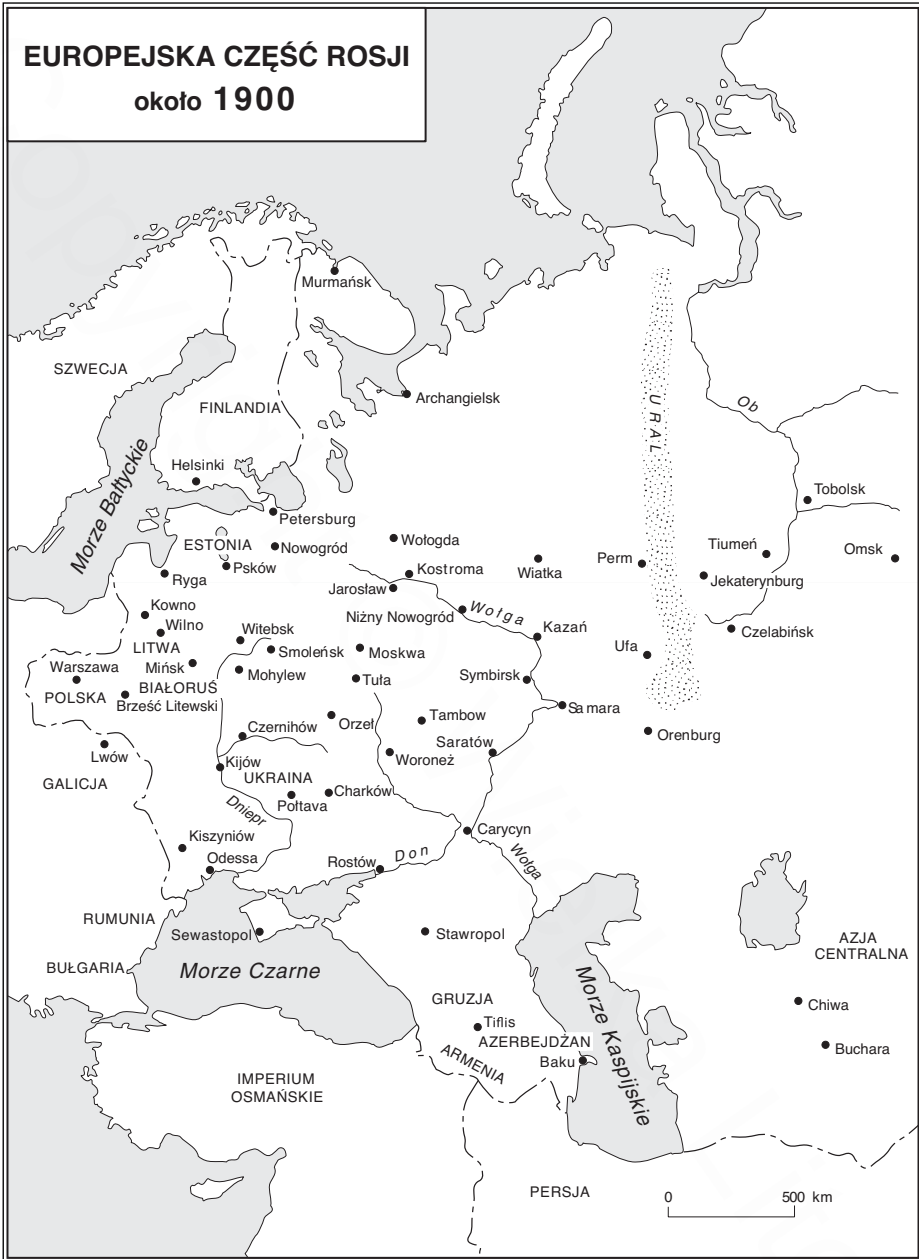 EUROPEJSKA CZĘŚĆ ROSJI
około 1900
Murmańsk
SZWECJA
Archangielsk
FINLANDIA
Ob
URAL
Morze Bałtyckie
Helsinki
Tobolsk
Petersburg
ESTONIA
Nowogród
Wołogda
Psków
Ryga
Kostroma
Wiatka
Perm
Tiumeń
Omsk
Jarosław
Jekaterynburg
Kowno
Niżny Nowogród
Wołga
Wilno
Witebsk
Kazań
Czelabińsk
LITWA
Smoleńsk
Moskwa
Ufa
Warszawa
Mińsk
Mohylew
Tuła
Symbirsk
POLSKA
BIAŁORUŚ
Brześć Litewski
Samara
Orzeł
Tambow
Czernihów
Orenburg
Lwów
Saratów
Woroneż
Kijów
GALICJA
UKRAINA
Charków
Połtava
Dniepr
Carycyn
Kiszyniów
Odessa
Rostów
Don
Wołga
RUMUNIA
Sewastopol
Stawropol
AZJA
CENTRALNA
BUŁGARIA
Morze Czarne
Morze Kaspijskie
GRUZJA
Chiwa
Tiflis
AZERBEJDŻAN
Buchara
ARMENIA
Baku
IMPERIUM
OSMAŃSKIE
PERSJA
0 500 km